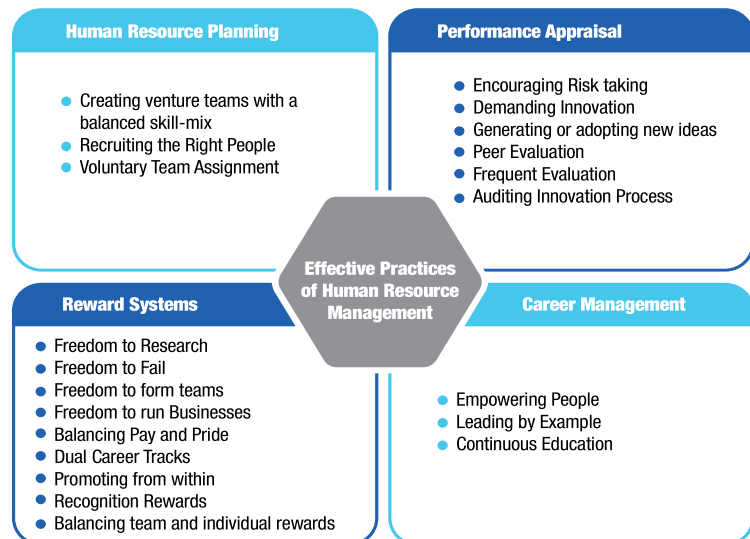 Human Resource Planning
• Creating venture teams with a
balanced skill-mix
• Recruiting the Right People
• Voluntary Team Assignment
Performance Appraisal
• Encouraging Risk taking
• Demanding Innovation
• Generating or adopting new ideas
• Peer Evaluation
• Frequent Evaluation
• Auditing Innovation Process
Effective Practices
of Human Resource
Management
Reward Systems
• Freedom to Research
• Freedom to Fail
• Freedom to form teams
• Freedom to run Businesses
• Balancing Pay and Pride
• Dual Career Tracks
• Promoting from within
• Recognition Rewards
• Balancing team and individual rewards
Career Management
• Empowering People
• Leading by Example
• Continuous Education